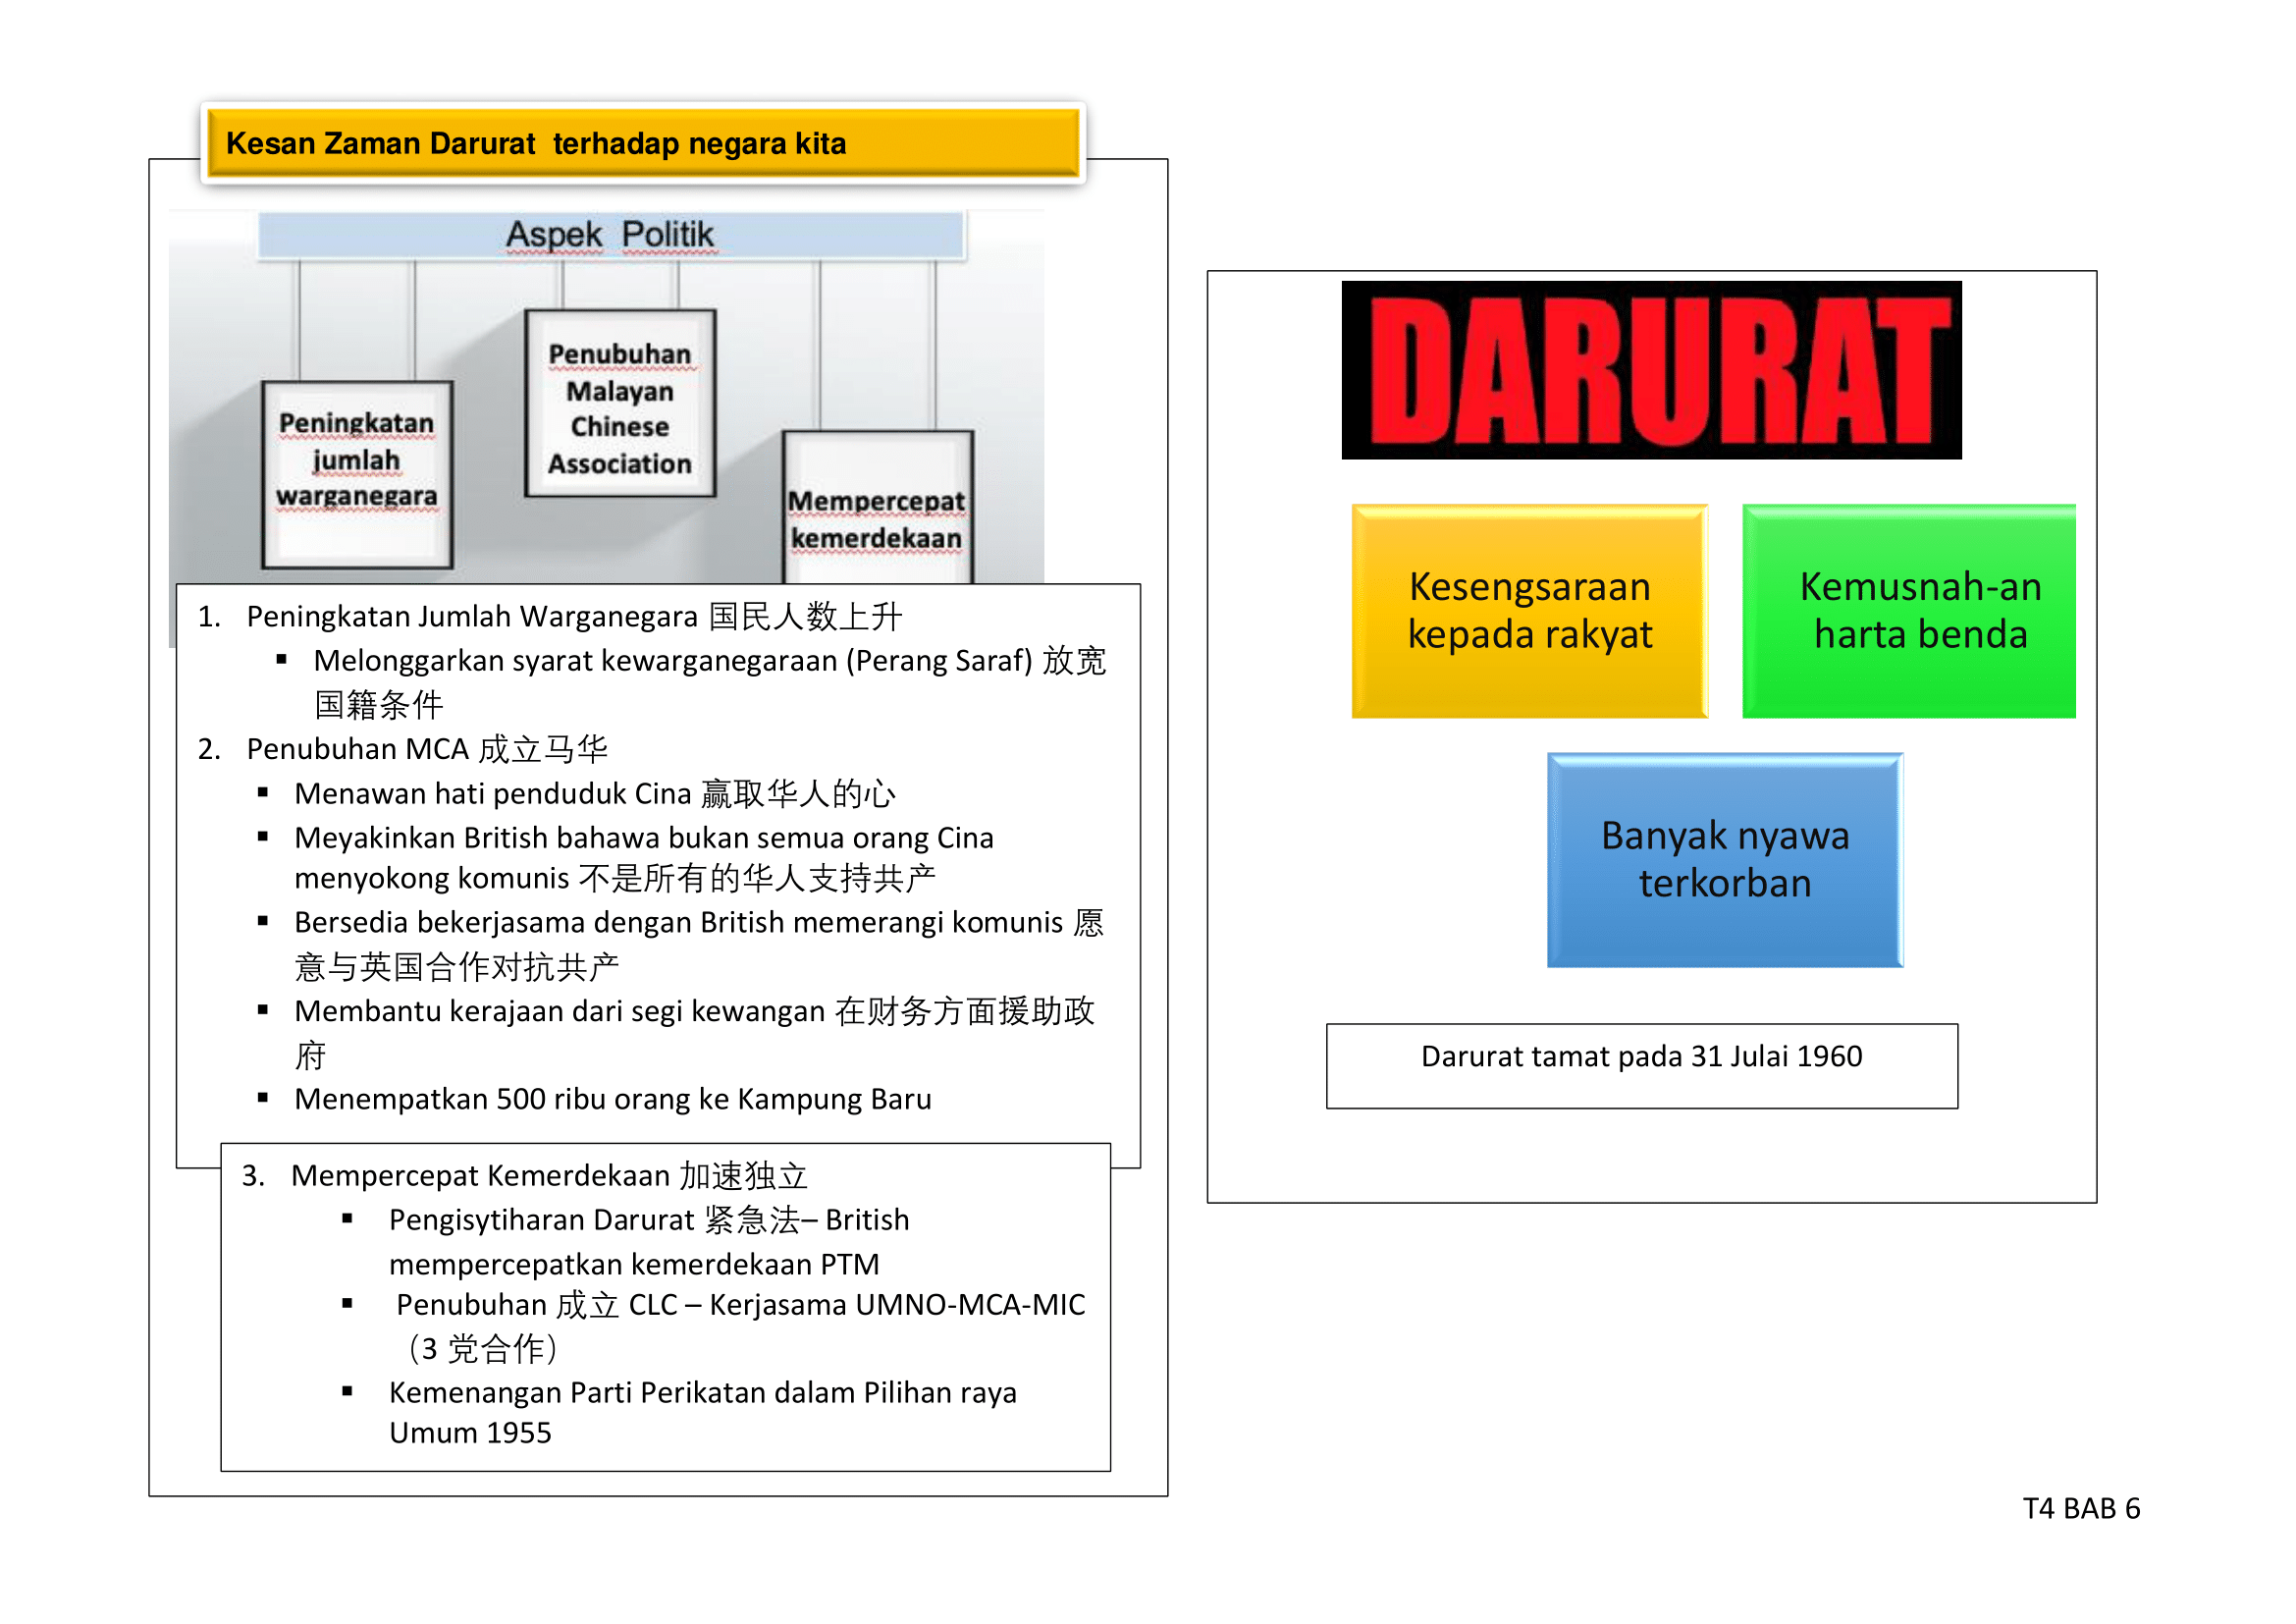 Kesan Zaman Darurat  terhadap negara kita
Aspek  Politik
Peningkatan
jumlah
warganegara
Penubuhan
Malayan
Chinese
Association
Mempercepat
kemerdekaan
1. Peningkatan Jumlah Warganegara 国民人数上升
▪ Melonggarkan syarat kewarganegaraan (Perang Saraf) 放宽
国籍条件
2. Penubuhan MCA 成立马华
▪ Menawan hati penduduk Cina 赢取华人的心
▪ Meyakinkan British bahawa bukan semua orang Cina
menyokong komunis 不是所有的华人支持共产
▪ Bersedia bekerjasama dengan British memerangi komunis 愿
意与英国合作对抗共产
▪ Membantu kerajaan dari segi kewangan 在财务方面援助政
府
▪ Menempatkan 500 ribu orang ke Kampung Baru
3. Mempercepat Kemerdekaan 加速独立
▪ Pengisytiharan Darurat 紧急法– British
mempercepatkan kemerdekaan PTM
▪ Penubuhan 成立 CLC – Kerjasama UMNO-MCA-MIC
（3 党合作）
▪ Kemenangan Parti Perikatan dalam Pilihan raya
Umum 1955
DARURAT
Kesengsaraan
kepada rakyat
Kemusnah-an
harta benda
Banyak nyawa
terkorban
Darurat tamat pada 31 Julai 1960
T4 BAB 6